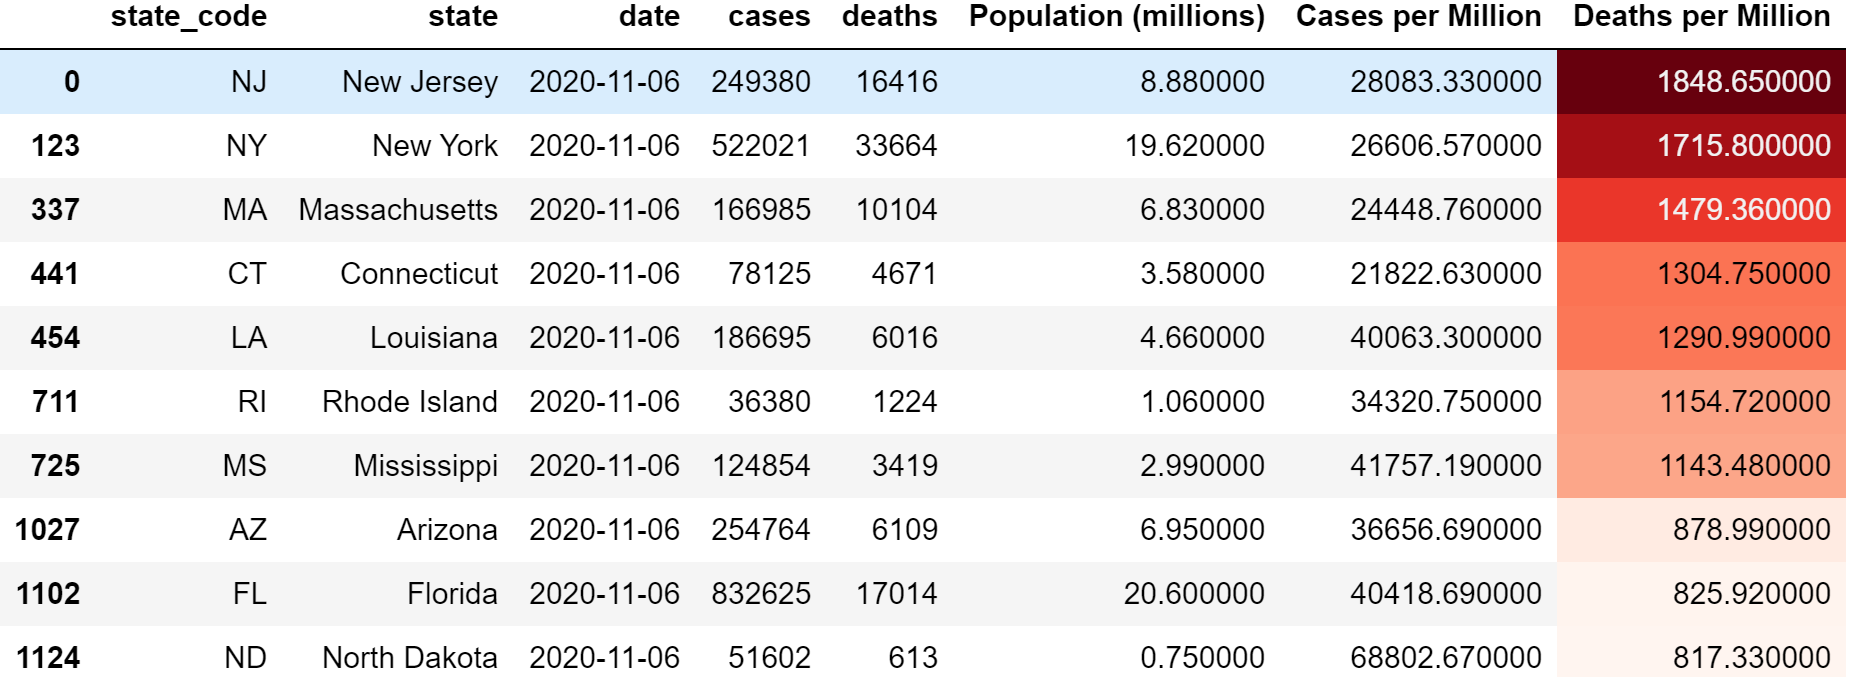 state_code state date cases deaths Population (millions) Cases per Million Deaths per Million
0 NJ New Jersey 2020-11-06 249380 16416 8.880000 28083.330000 1848.650000
123 NY New York 2020-11-06 522021 33664 19.620000 26606.570000 1715.800000
337 MA Massachusetts 2020-11-06 166985 10104 6.830000 24448.760000 1479.360000
441 CT Connecticut 2020-11-06 78125 4671 3.580000 21822.630000 1304.750000
454 LA Louisiana 2020-11-06 186695 6016 4.660000 40063.300000 1290.990000
711 RI Rhode Island 2020-11-06 36380 1224 1.060000 34320.750000 1154.720000
725 MS Mississippi 2020-11-06 124854 3419 2.990000 41757.190000 1143.480000
1027 AZ Arizona 2020-11-06 254764 6109 6.950000 36656.690000 878.990000
1102 FL Florida 2020-11-06 832625 17014 20.600000 40418.690000 825.920000
1124 ND North Dakota 2020-11-06 51602 613 0.750000 68802.670000 817.330000